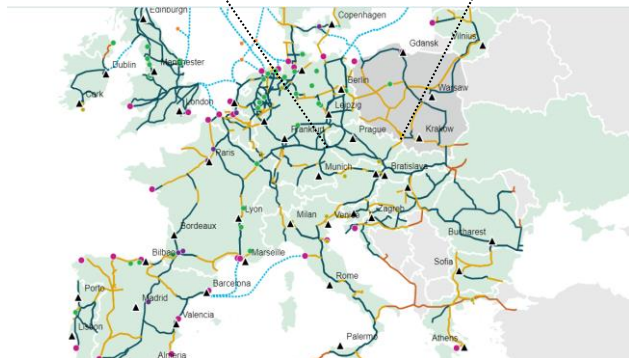 Edinburgh
Copenhagen
Vilnius
Gdansk
Dublin
Manchester
Berlin
Warsaw
Cork
London
Leipzig
Frankfurt
Prague
Krakow
Paris
Munich
Bratislava
Lyon
Milan
Venice
Zagreb
Bordeaux
Bucharest
Bilbao
Marseille
Sofia
Porto
Barcelona
Rome
Madrid
Lisbon
Valencia
Palermo
Athens
Almeria